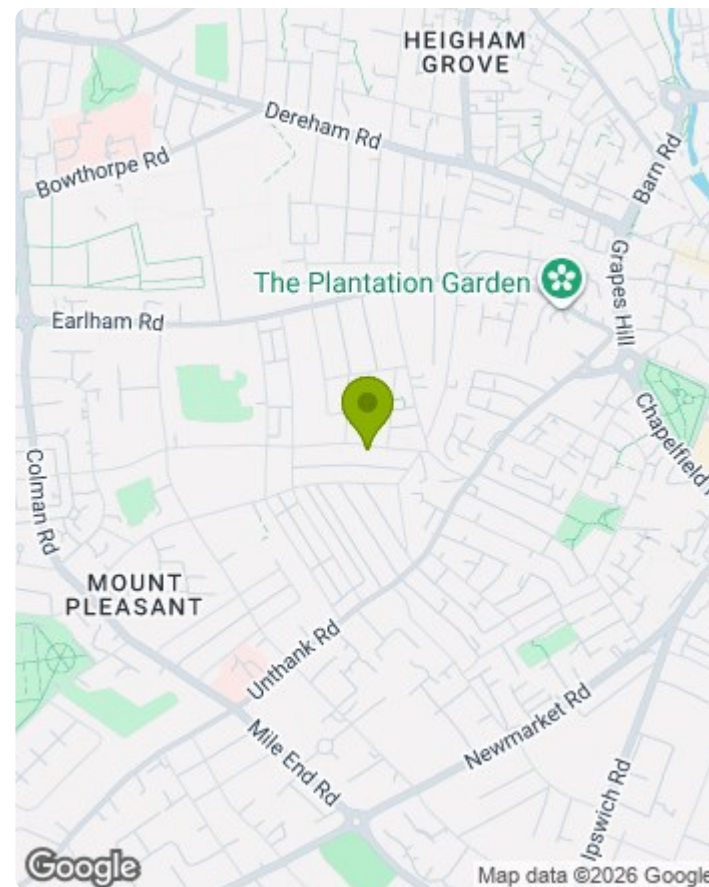 HEIGHAM
GROVE
Dereham Rd
Barn Rd
Bowthorpe Rd
The Plantation Garden
Grapes Hill
Earlham Rd
Chapelfield
Colman Rd
MOUNT
PLEASANT
Unthank Rd
Newmarket Rd
Mile End Rd
Ipswich Rd
Google
Map data ©2026 Google